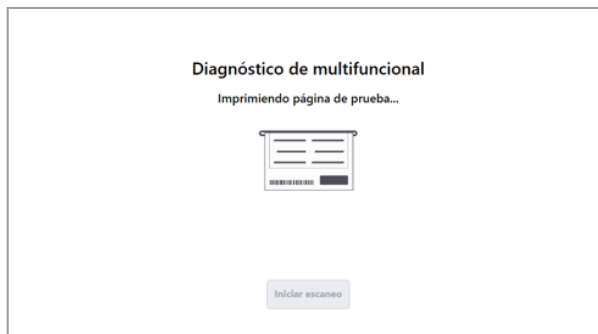 Diagnóstico de multifuncional
Imprimiendo página de prueba...
Iniciar escaneo